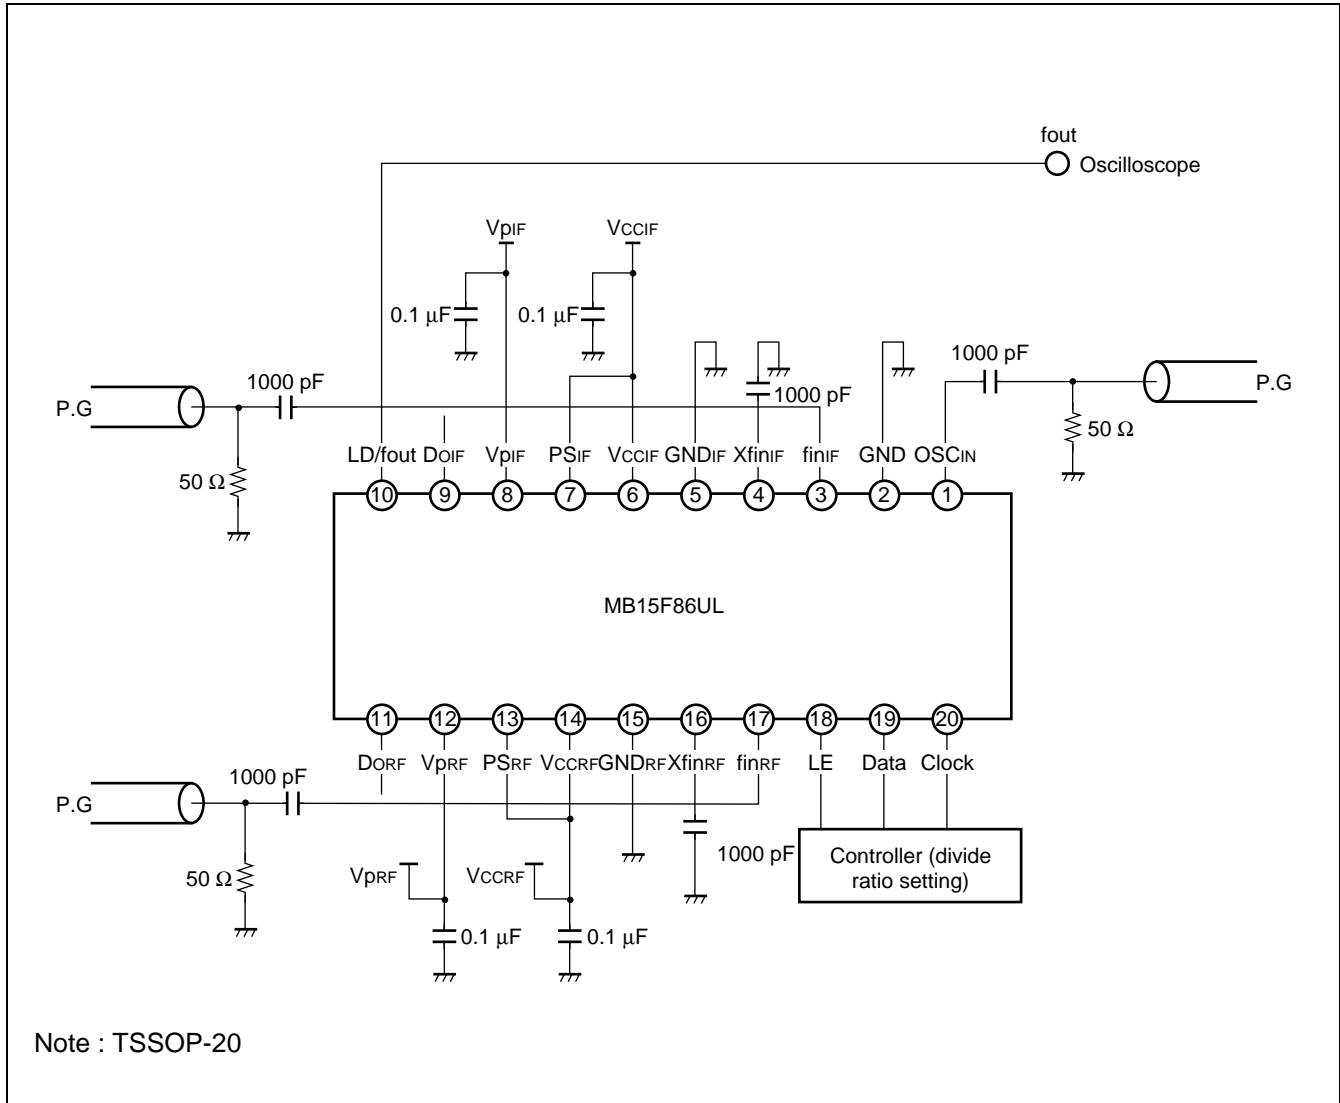 fout
Oscilloscope
VpIF
VCCIF
0.1 μF
0.1 μF
1000 pF
1000 pF
1000 pF
P.G
P.G
50 Ω
50 Ω
LD/fout DOIF VpIF PSIF VCCIF GNDIF XfinIF finIF GND OSCIN
10 9 8 7 6 5 4 3 2 1
MB15F86UL
11 12 13 14 15 16 17 18 19 20
DORF VpRF PSRF VCCRF GNDRF XfinRF finRF LE Data Clock
1000 pF
P.G
50 Ω
VpRF
VCCRF
1000 pF
Controller (divide
ratio setting)
0.1 μF
0.1 μF
Note : TSSOP-20